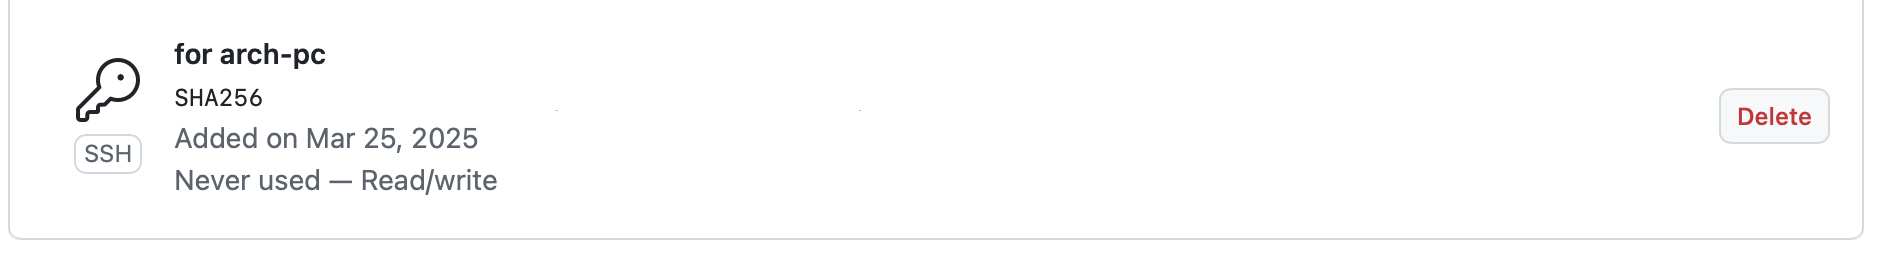 for arch-pc
SHA256
SSH
Added on Mar 25, 2025
Never used — Read/write
Delete